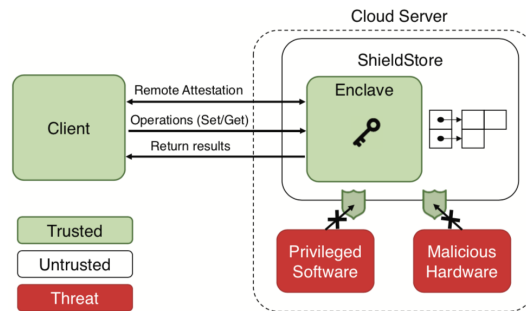 Cloud Server
ShieldStore
Client
Remote Attestation
Operations (Set/Get)
Return results
Enclave
Trusted
Untrusted
Threat
Privileged
Software
Malicious
Hardware